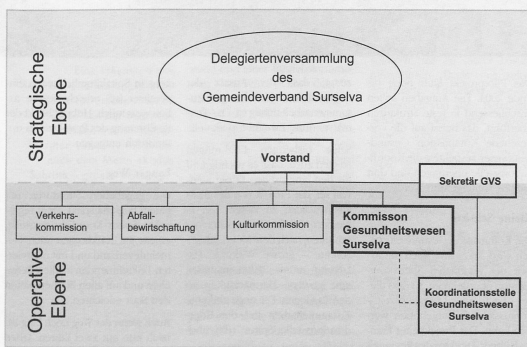 Strategische
Ebene
Delegiertenversammlung
des
Gemeindeverband Surselva
Vorstand
Sekretär GVS
Operative
Ebene
Verkehrs-
kommission
Abfall-
bewirtschaftung
Kulturkommission
Kommisson
Gesundheitswesen
Surselva
Koordinationsstelle
Gesundheitswesen
Surselva